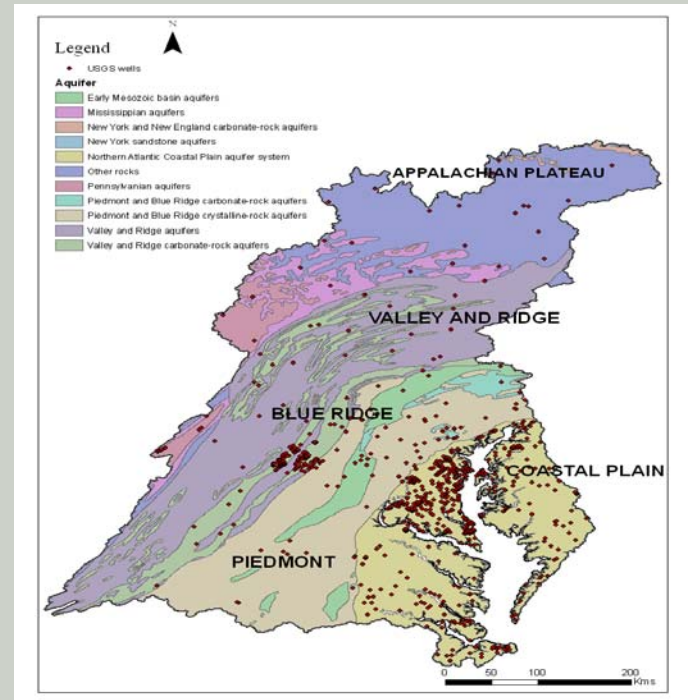 N
Legend
USGS wells
Aquifer
Early Mesozoic basin aquifers
Mississippian aquifers
New York and New England carbonate-rock aquifers
New York sandstone aquifers
Northern Atlantic Coastal Plain aquifer system
Other rocks
Pennsylvanian aquifers
Piedmont and Blue Ridge carbonate-rock aquifers
Piedmont and Blue Ridge crystalline-rock aquifers
Valley and Ridge aquifers
Valley and Ridge carbonate-rock aquifers
APPALACHIAN PLATEAU
VALLEY AND RIDGE
BLUE RIDGE
COASTAL PLAIN
PIEDMONT
0 50 100 200
Kms